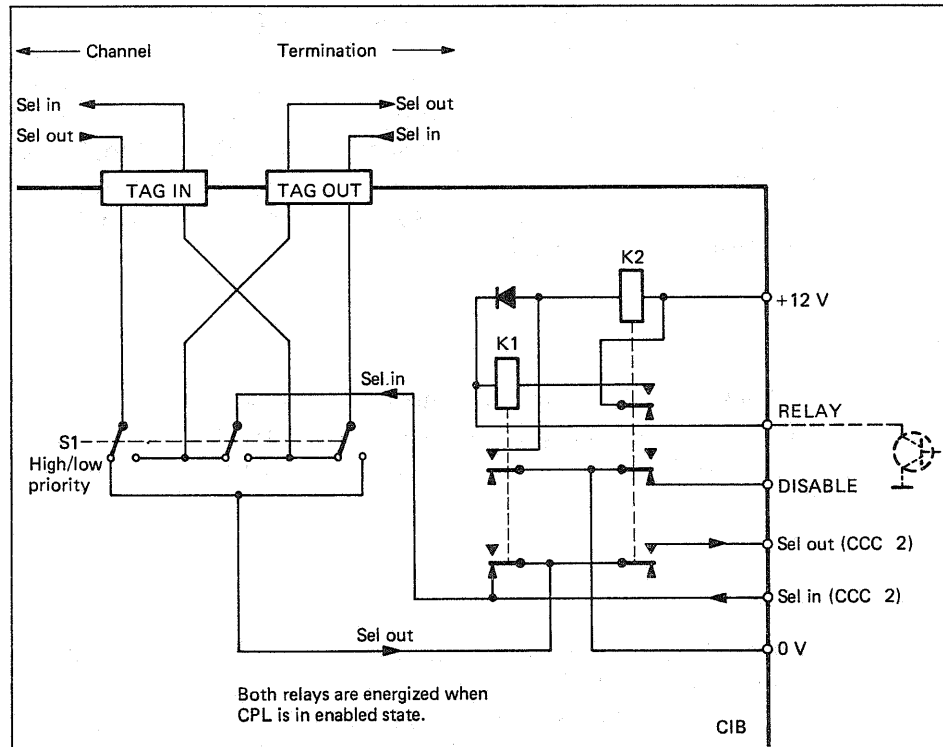 Channel
Termination
Sel in
Sel out
Sel out
Sel in
TAG IN
TAG OUT
K2
+12 V
K1
Sel.in
RELAY
S1
High/low
priority
DISABLE
Sel out (CCC 2)
Sel in (CCC 2)
Sel out
0 V
Both relays are energized when
CPL is in enabled state.
CIB